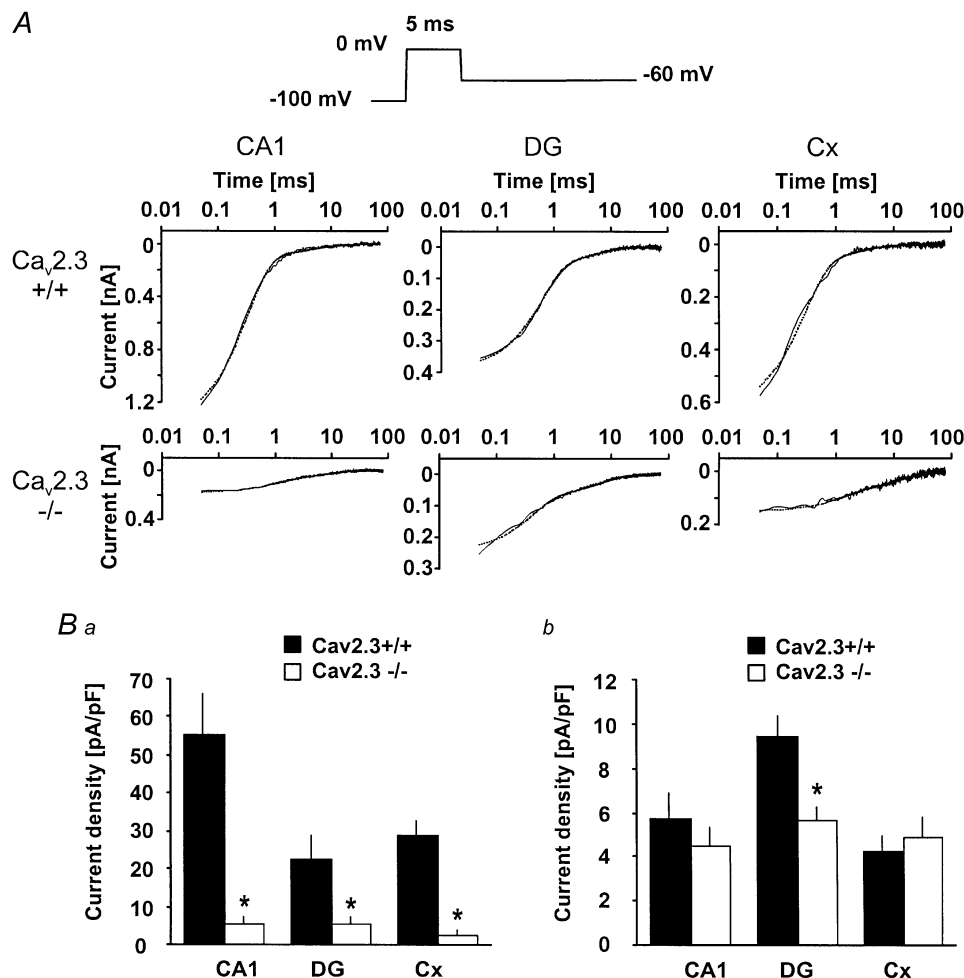 A
5 ms
0 mV
-60 mV
-100 mV
CA1 DG Cx
Time [ms] Time [ms] Time [ms]
0.01 0.1 1 10 100 0.01 0.1 1 10 100 0.01 0.1 1 10 100
Cav2.3
+/+
Current [nA]
0
0.4
0.8
1.2
0
0.1
0.2
0.3
0.4
0
0.2
0.4
0.6
0.01 0.1 1 10 100 0.01 0.1 1 10 100 0.01 0.1 1 10 100
Cav2.3
-/-
Current [nA]
0
0.4
0
0.1
0.2
0.3
0
0.2
B a
Cav2.3+/+
Cav2.3 -/-
Current density [pA/pF]
70
60
50
40
30
20
10
0
* * *
CA1 DG Cx
b
Cav2.3+/+
Cav2.3 -/-
Current density [pA/pF]
12
10
8
6
4
2
0
*
CA1 DG Cx